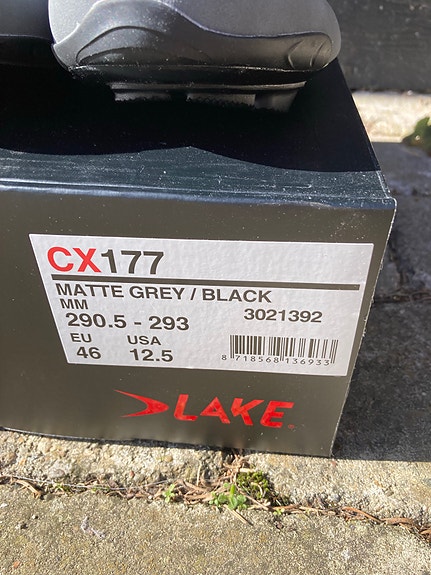 CX177
MATTE GREY / BLACK
MM 3021392
290.5 - 293
EU USA
46 12.5
8 718568 136933
LAKE